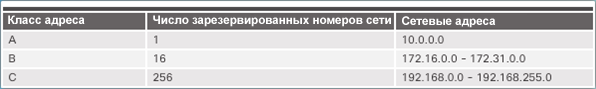 Класс адреса Число зарезервированных номеров сети Сетевые адреса
A 1 10.0.0.0
B 16 172.16.0.0 - 172.31.0.0
C 256 192.168.0.0 - 192.168.255.0